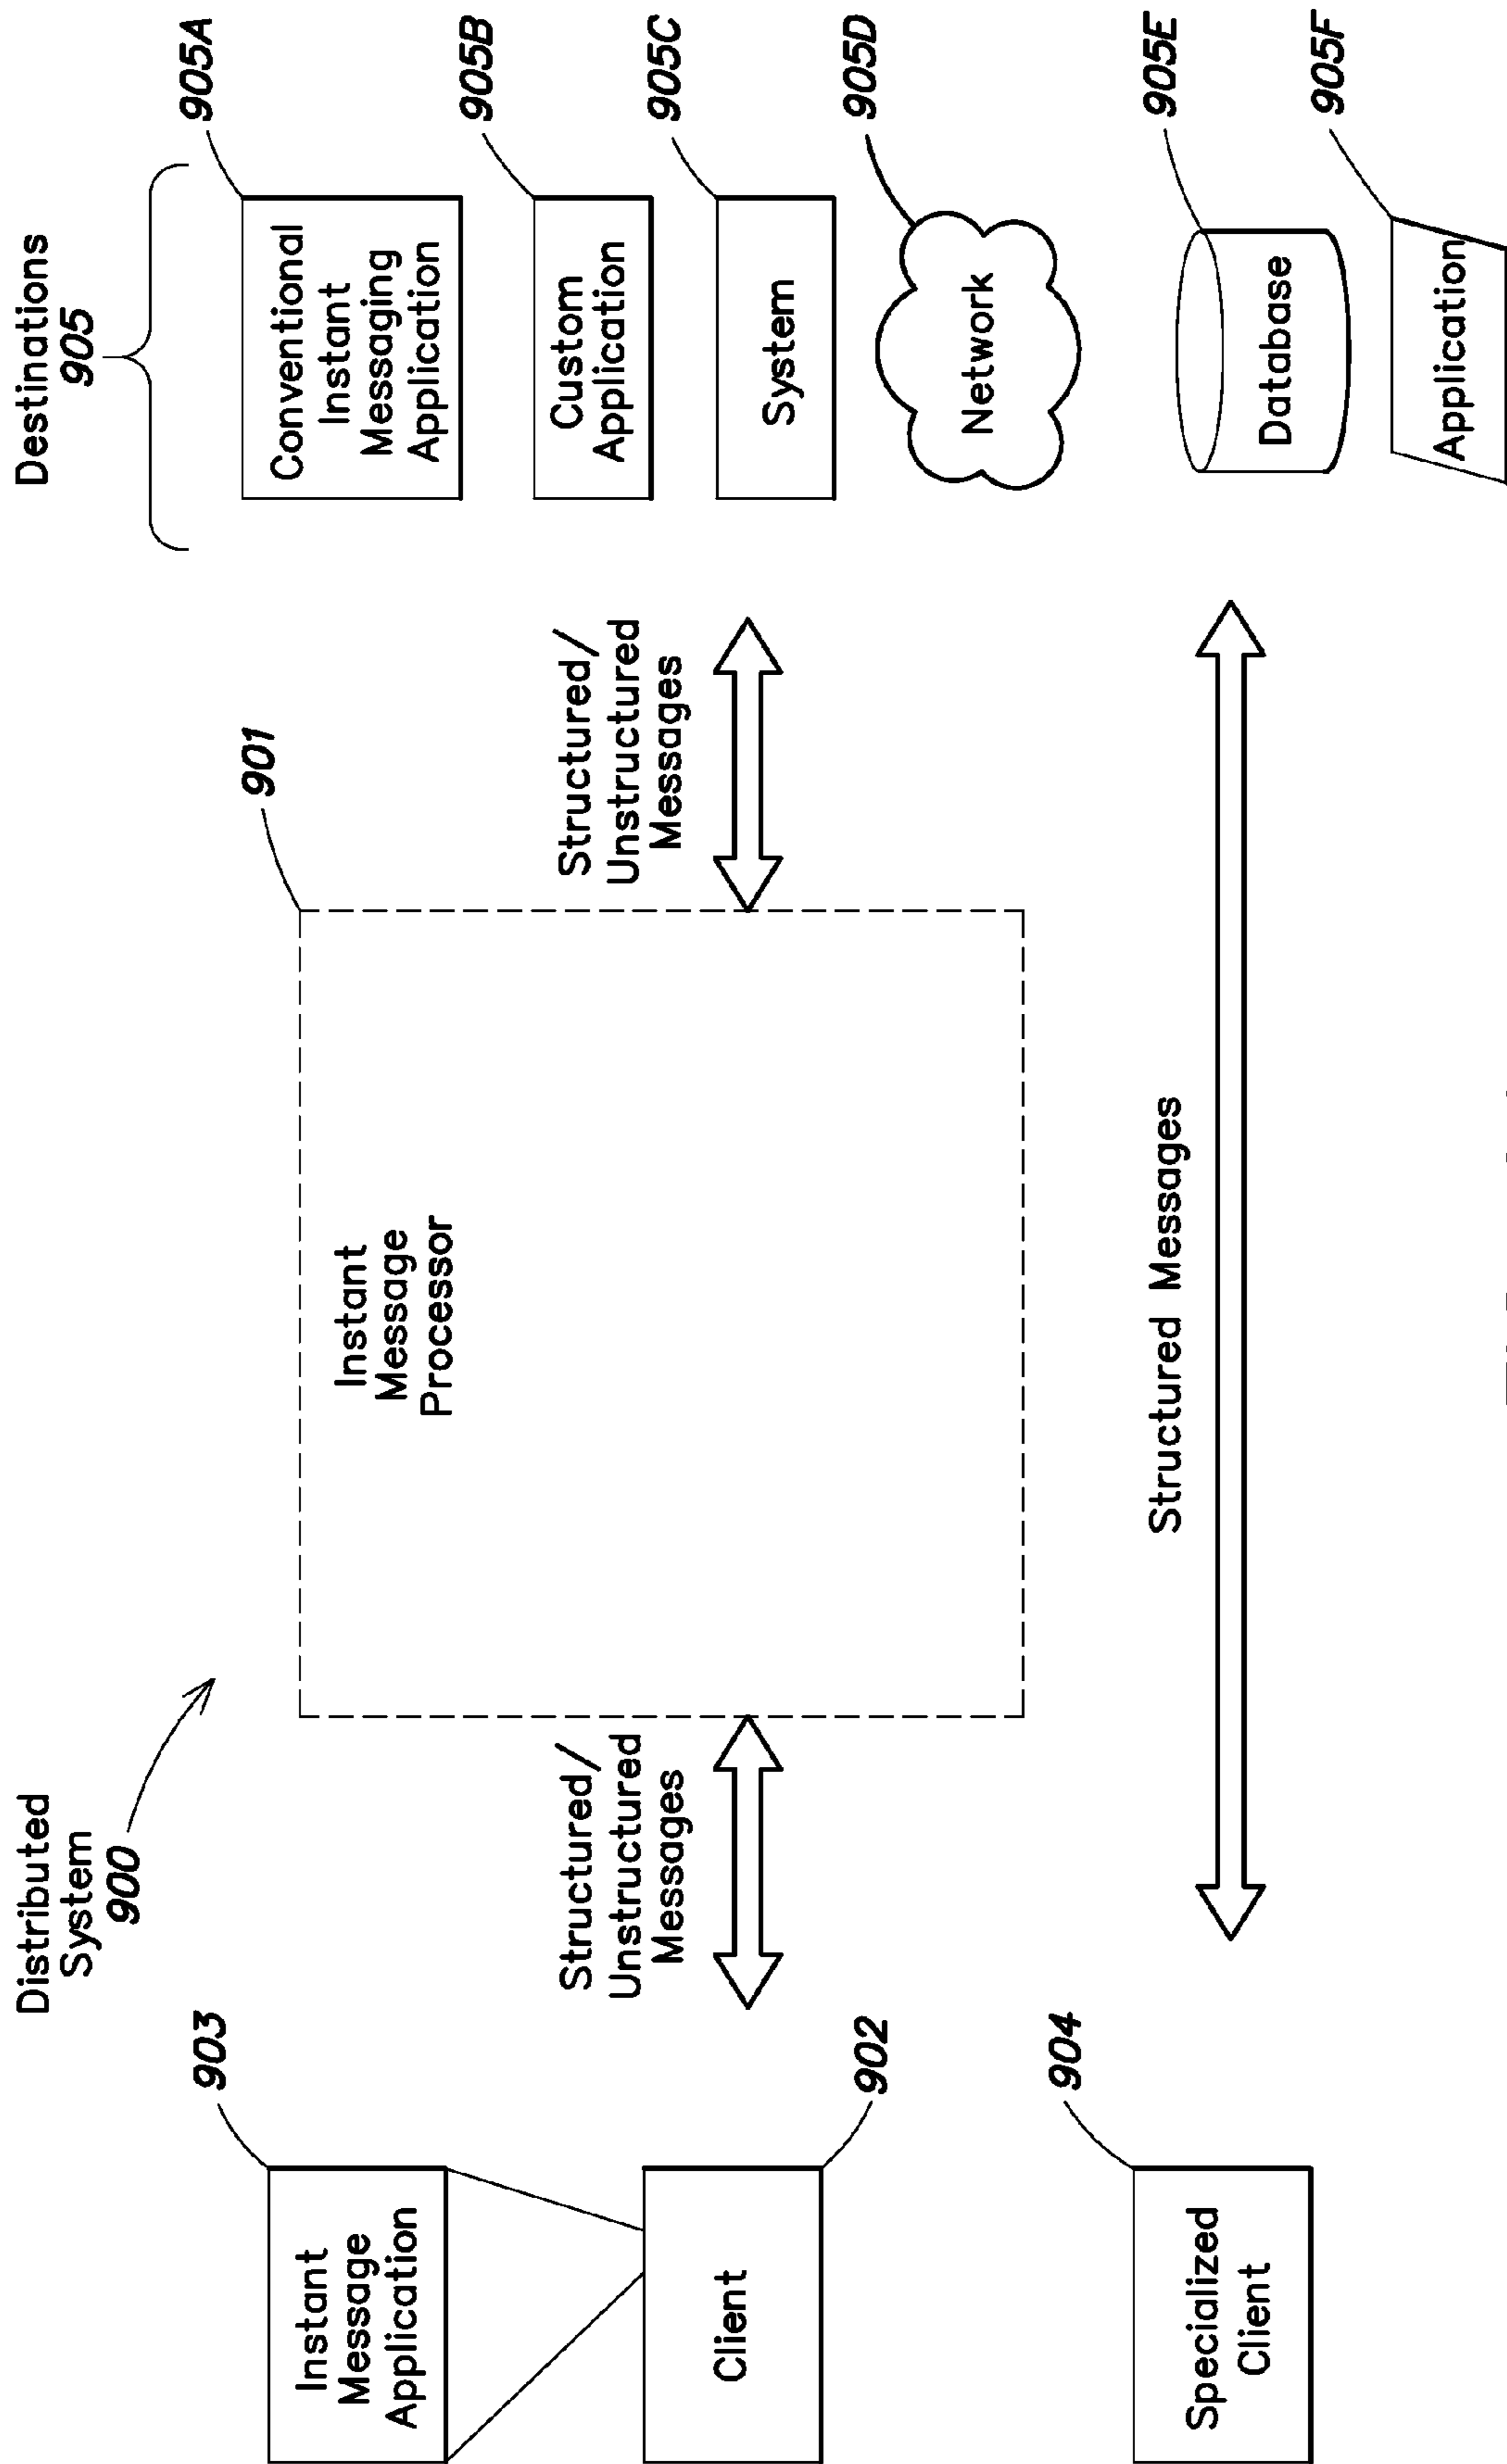 Distributed
System
900
Destinations
905
903
Instant
Message
Application
Structured/
Unstructured
Messages
902
Client
904
Specialized
Client
901
Instant
Message
Processor
Structured/
Unstructured
Messages
Structured Messages
905A
Conventional
Instant
Messaging
Application
905B
Custom
Application
905C
System
905D
Network
905E
Database
905F
Application